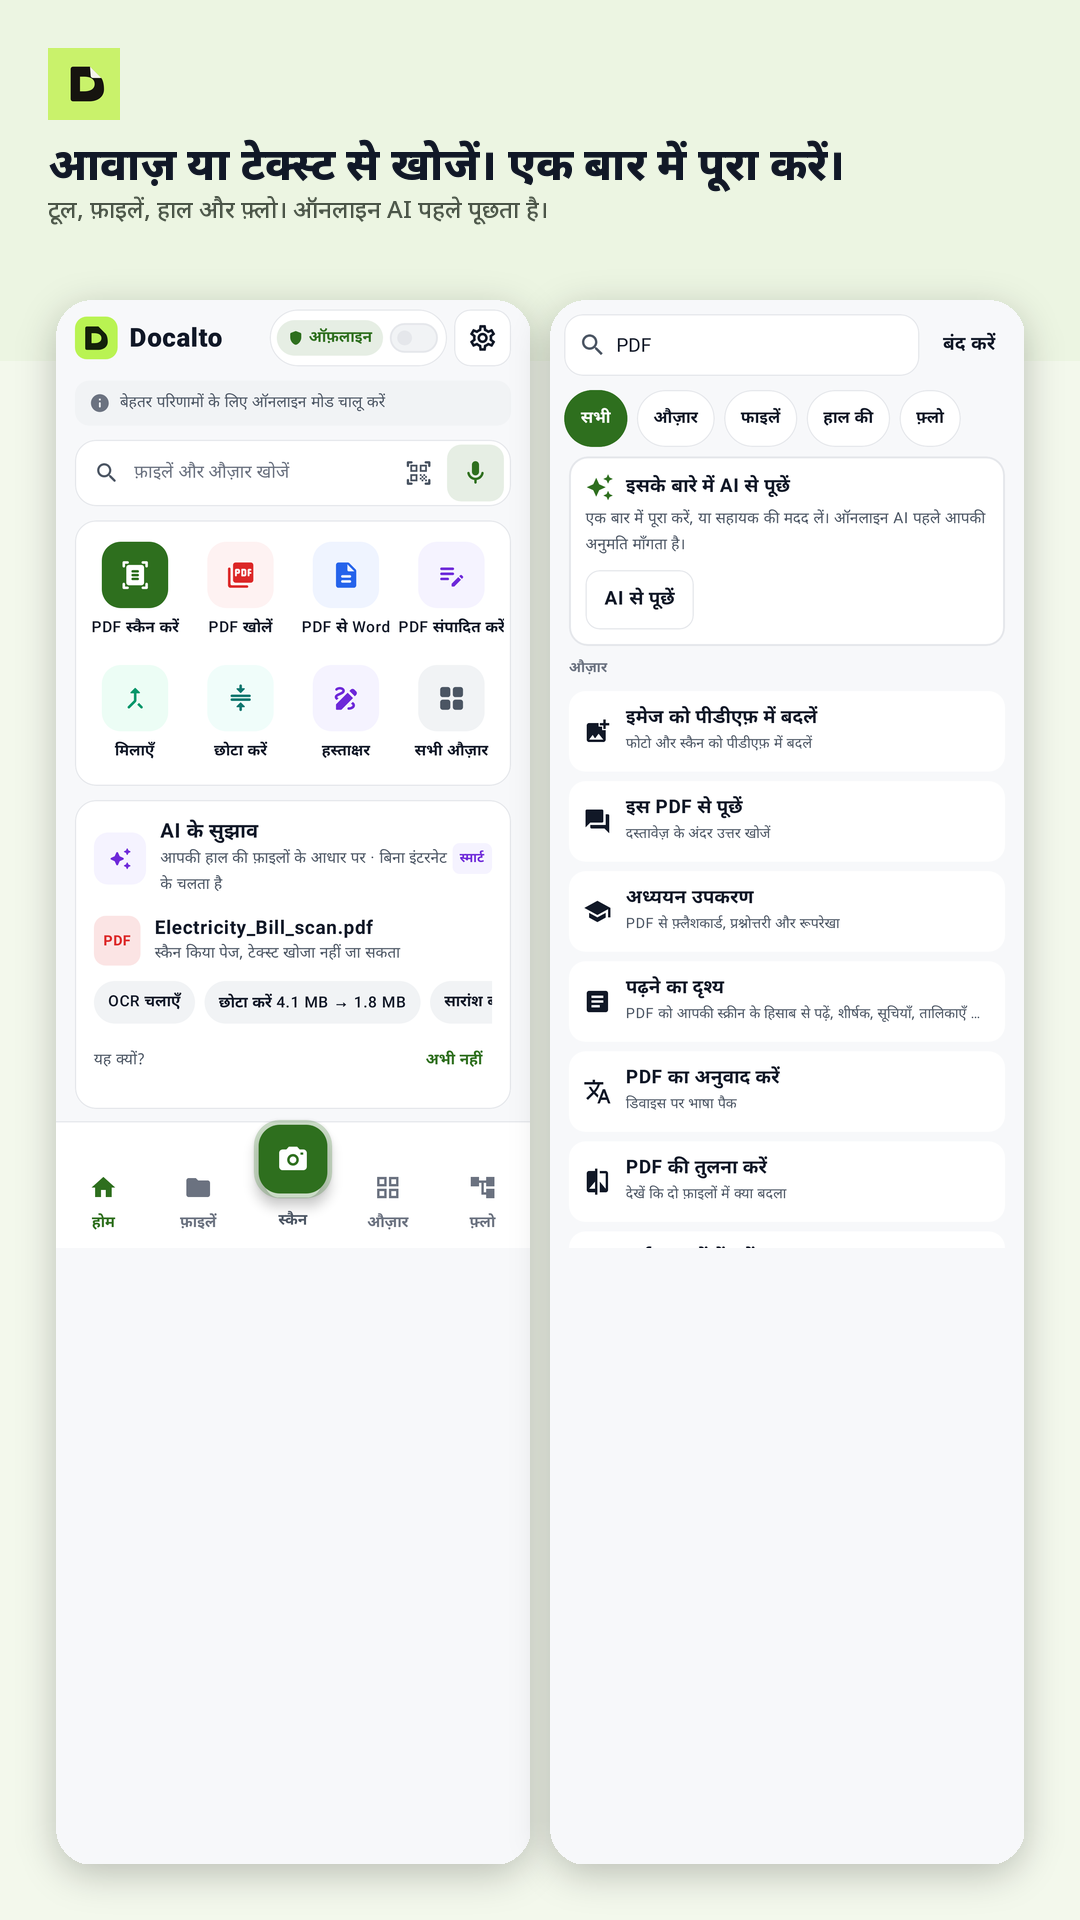 आवाज़ या टेक्स्ट से खोजें। एक बार में पूरा करें।
टूल, फ़ाइलें, हाल और फ़्लो। ऑनलाइन AI पहले पूछता है।
Docalto
ऑफ़लाइन
बेहतर परिणामों के लिए ऑनलाइन मोड चालू करें
फ़ाइलें और औज़ार खोजें
PDF स्कैन करें
PDF खोलें
PDF से Word
PDF संपादित करें
मिलाएँ
छोटा करें
हस्ताक्षर
सभी औज़ार
AI के सुझाव
आपकी हाल की फ़ाइलों के आधार पर · बिना इंटरनेट
के चलता है
स्मार्ट
PDF
Electricity_Bill_scan.pdf
स्कैन किया पेज, टेक्स्ट खोजा नहीं जा सकता
OCR चलाएँ
छोटा करें 4.1 MB → 1.8 MB
सारांश
यह क्यों?
अभी नहीं
होम
फ़ाइलें
स्कैन
औज़ार
फ़्लो
PDF
बंद करें
सभी
औज़ार
फाइलें
हाल की
फ़्लो
इसके बारे में AI से पूछें
एक बार में पूरा करें, या सहायक की मदद लें। ऑनलाइन AI पहले आपकी
अनुमति माँगता है।
AI से पूछें
औज़ार
इमेज को पीडीएफ़ में बदलें
फोटो और स्कैन को पीडीएफ़ में बदलें
इस PDF से पूछें
दस्तावेज़ के अंदर उत्तर खोजें
अध्ययन उपकरण
PDF से फ़्लैशकार्ड, प्रश्नोत्तरी और रूपरेखा
पढ़ने का दृश्य
PDF को आपकी स्क्रीन के हिसाब से पढ़ें, शीर्षक, सूचियाँ, तालिकाएँ ...
PDF का अनुवाद करें
डिवाइस पर भाषा पैक
PDF की तुलना करें
देखें कि दो फ़ाइलों में क्या बदला